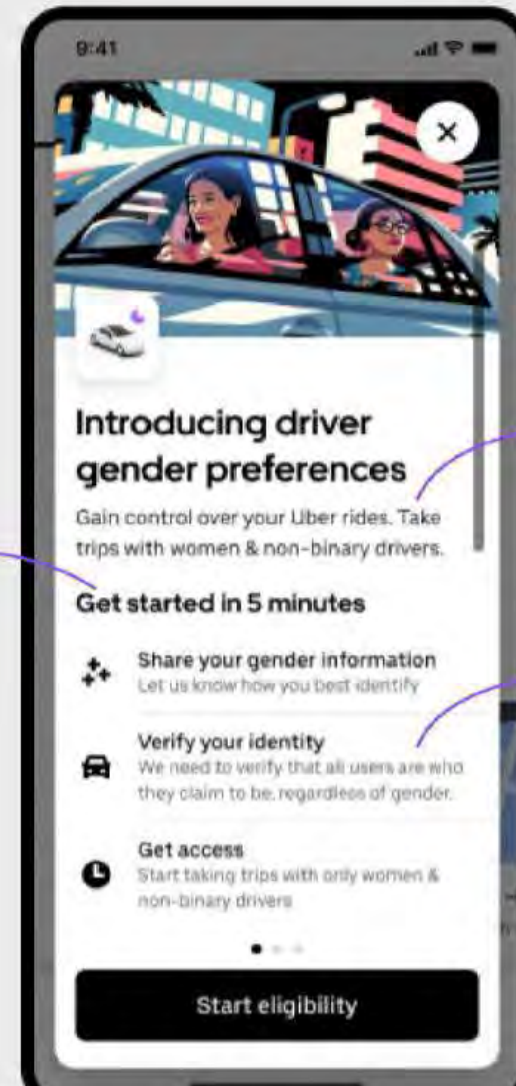 9:41
Introducing driver
gender preferences
Gain control over your Uber rides. Take
trips with women & non-binary drivers.
Get started in 5 minutes
Share your gender information
Let us know how you best identify
Verify your identity
We need to verify that all users are who
they claim to be, regardless of gender.
Get access
Start taking trips with only women &
non-binary drivers
Start eligibility